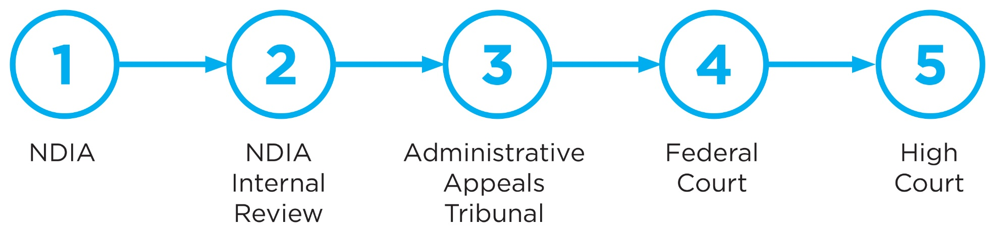 1
2
3
4
5
NDIA
NDIA
Internal
Review
Administrative
Appeals
Tribunal
Federal
Court
High
Court